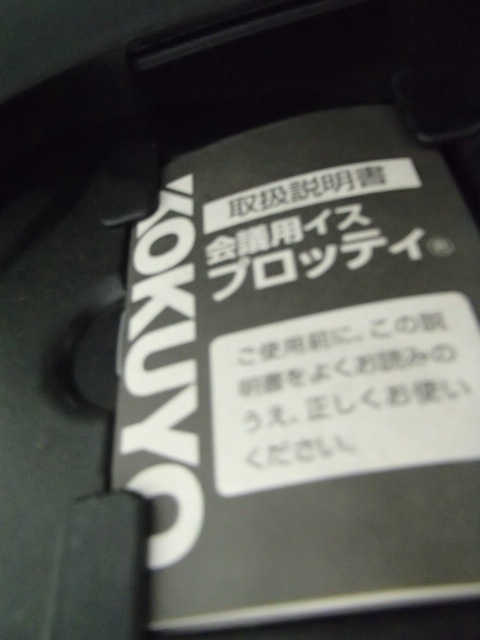 KOKUYO
取扱説明書
会議用イス
ブロッティ®
ご使用前に、この説
明書をよくお読みの
うえ、正しくお使い
ください。